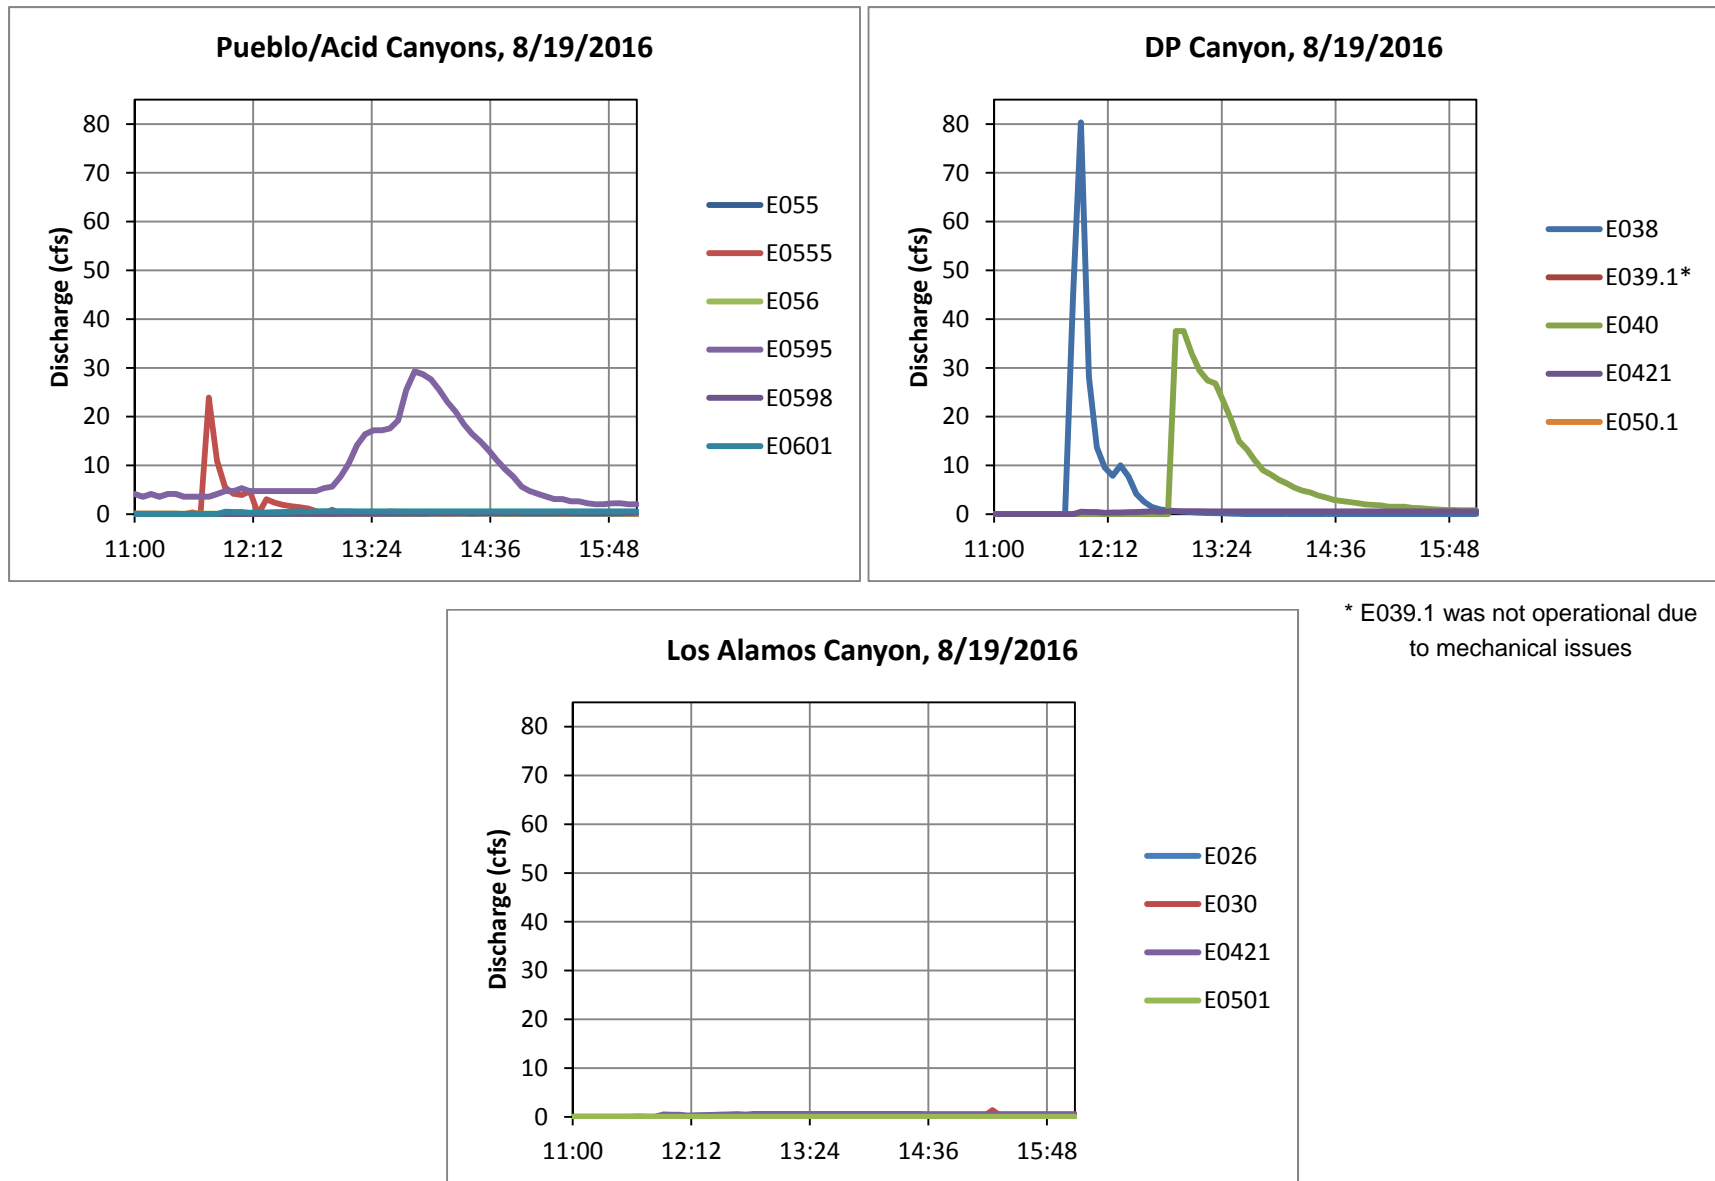 Pueblo/Acid Canyons, 8/19/2016
Discharge (cfs)
80
70
60
50
40
30
20
10
0
11:00 12:12 13:24 14:36 15:48
E055
E0555
E056
E0595
E0598
E0601
DP Canyon, 8/19/2016
Discharge (cfs)
80
70
60
50
40
30
20
10
0
11:00 12:12 13:24 14:36 15:48
E038
E039.1*
E040
E0421
E050.1
* E039.1 was not operational due
to mechanical issues
Los Alamos Canyon, 8/19/2016
Discharge (cfs)
80
70
60
50
40
30
20
10
0
11:00 12:12 13:24 14:36 15:48
E026
E030
E0421
E0501